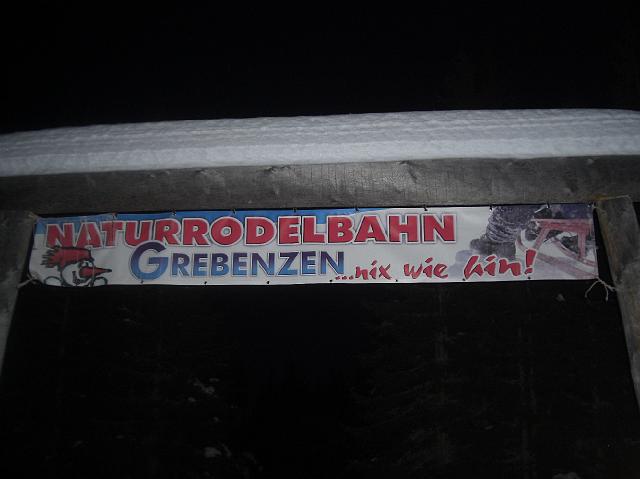 NATURRODELBAHN
GREBENZEN ...nix wie hin!